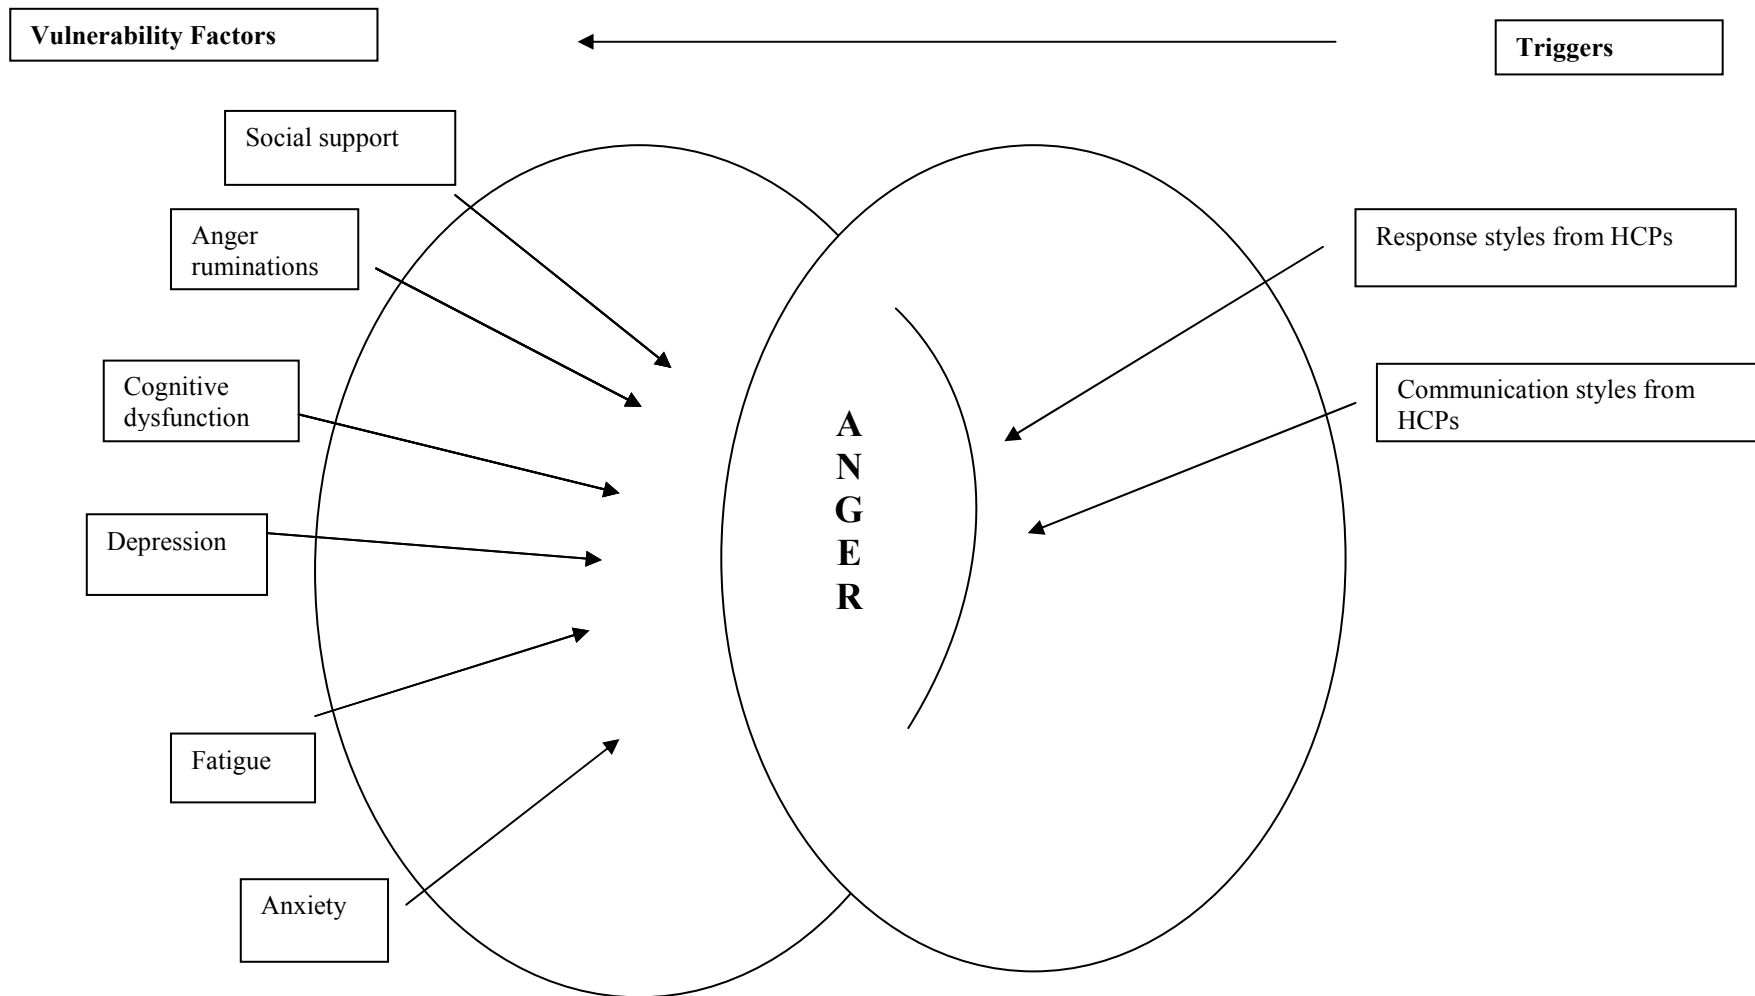 Vulnerability Factors
Triggers
Social support
Anger
ruminations
Cognitive
dysfunction
Depression
Fatigue
Anxiety
A
N
G
E
R
Response styles from HCPs
Communication styles from
HCPs